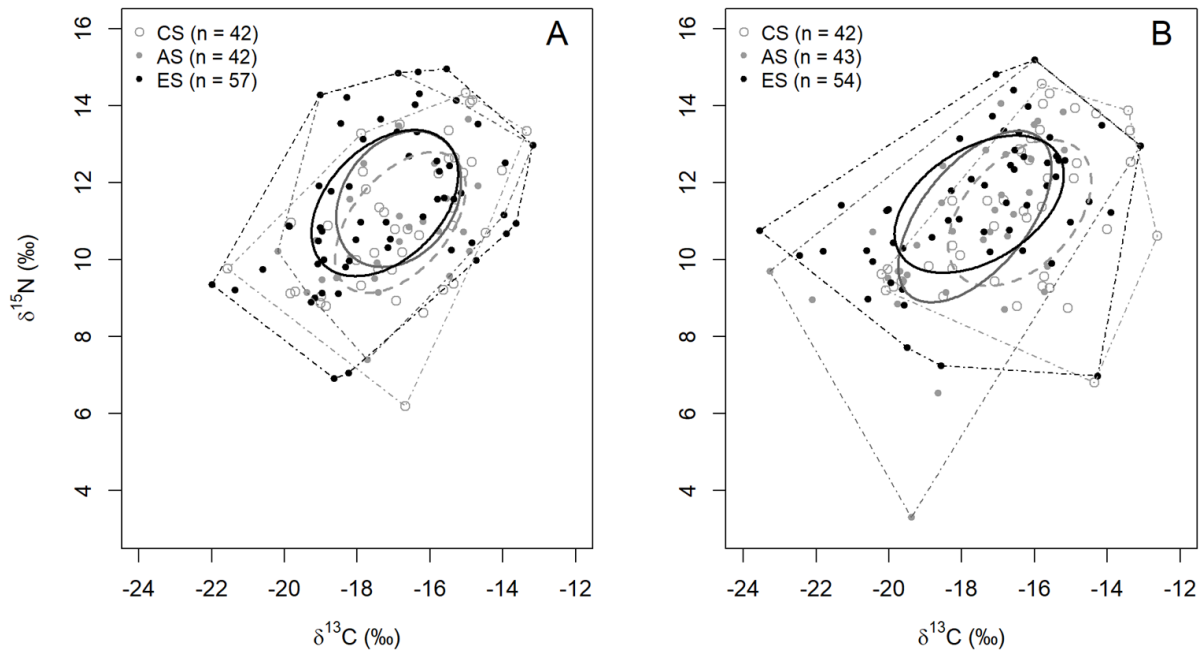 CS (n = 42)
AS (n = 42)
ES (n = 57)
A
16
14
12
10
8
6
4
δ15N (‰)
-22 -20 -18 -16 -14 -12
δ13C (‰)
CS (n = 42)
AS (n = 43)
ES (n = 54)
B
16
14
12
10
8
6
4
-24 -22 -20 -18 -16 -14 -12
δ13C (‰)